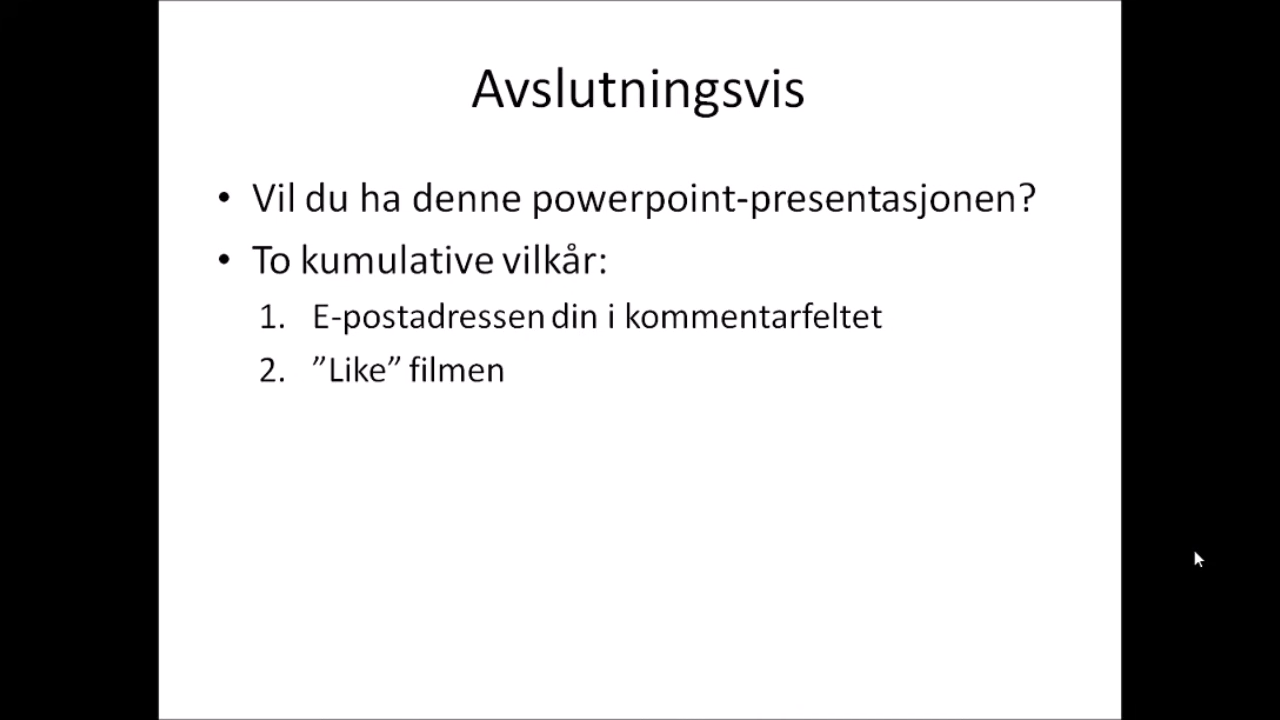 Avslutningsvis
• Vil du ha denne powerpoint-presentasjonen?
• To kumulative vilkår:
1. E-postadressen din i kommentarfeltet
2. ”Like” filmen